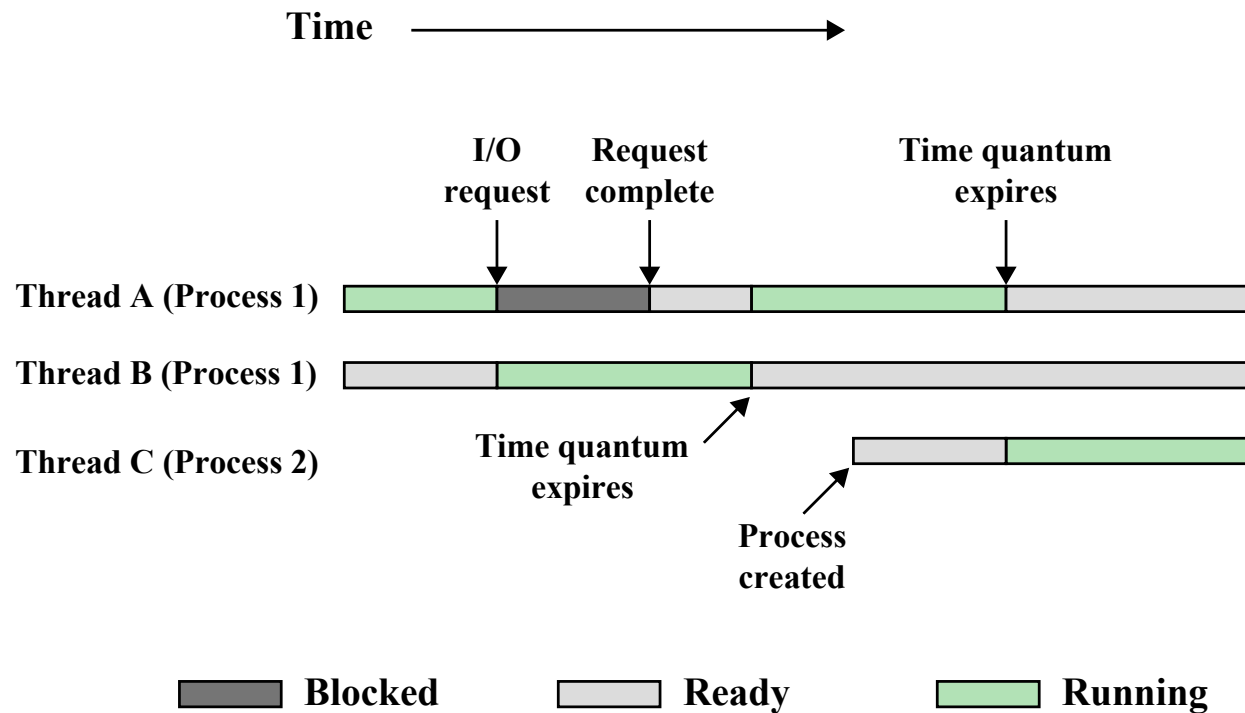 Time
I/O
request
Request
complete
Time quantum
expires
Thread A (Process 1)
Thread B (Process 1)
Thread C (Process 2)
Time quantum
expires
Process
created
Blocked
Ready
Running